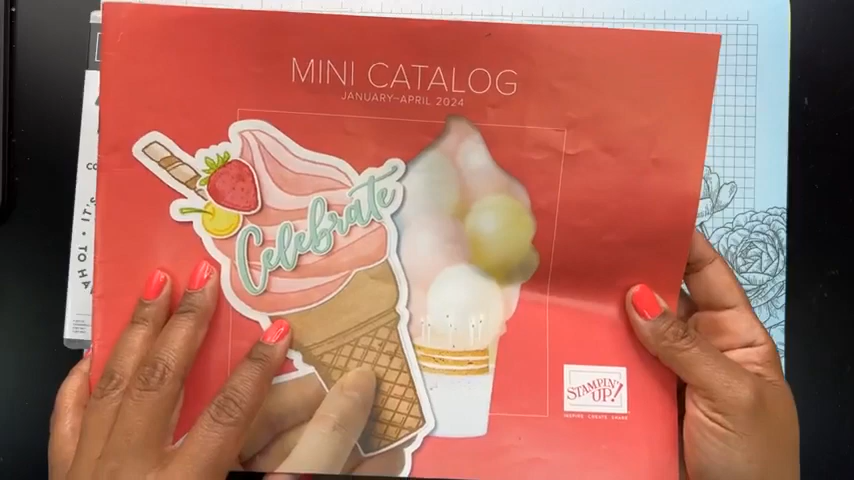 MINI CATALOG
JANUARY–APRIL 2024
Celebrate
STAMPIN' UP!
INSPIRE • CREATE • SHARE